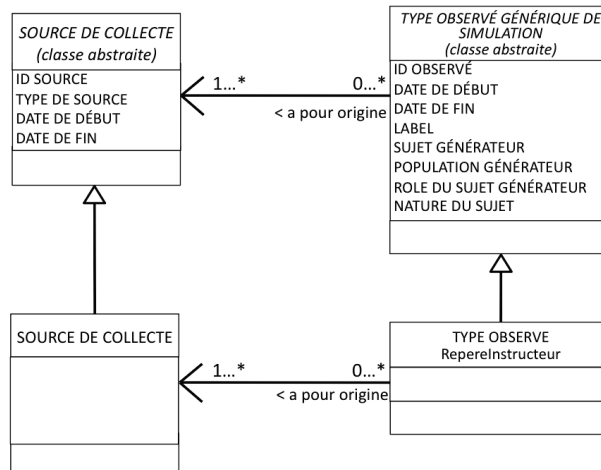 SOURCE DE COLLECTE
(classe abstraite)
ID SOURCE
TYPE DE SOURCE
DATE DE DÉBUT
DATE DE FIN
1...*
0...*
< a pour origine
TYPE OBSERVÉ GÉNÉRIQUE DE
SIMULATION
(classe abstraite)
ID OBSERVÉ
DATE DE DÉBUT
DATE DE FIN
LABEL
SUJET GÉNÉRATEUR
POPULATION GÉNÉRATEUR
ROLE DU SUJET GÉNÉRATEUR
NATURE DU SUJET
SOURCE DE COLLECTE
1...*
0...*
< a pour origine
TYPE OBSERVE
RepereInstructeur